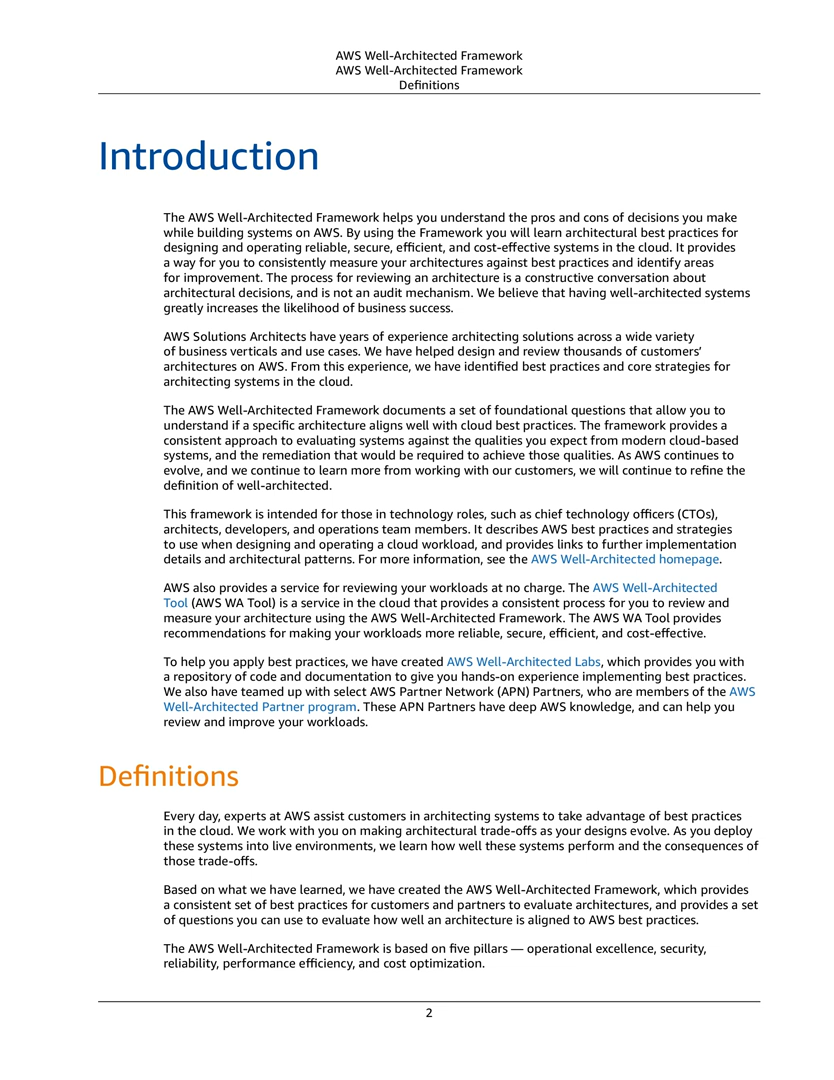 AWS Well-Architected Framework
AWS Well-Architected Framework
Definitions
Introduction
The AWS Well-Architected Framework helps you understand the pros and cons of decisions you make
while building systems on AWS. By using the Framework you will learn architectural best practices for
designing and operating reliable, secure, efficient, and cost-effective systems in the cloud. It provides
a way for you to consistently measure your architectures against best practices and identify areas
for improvement. The process for reviewing an architecture is a constructive conversation about
architectural decisions, and is not an audit mechanism. We believe that having well-architected systems
greatly increases the likelihood of business success.
AWS Solutions Architects have years of experience architecting solutions across a wide variety
of business verticals and use cases. We have helped design and review thousands of customers’
architectures on AWS. From this experience, we have identified best practices and core strategies for
architecting systems in the cloud.
The AWS Well-Architected Framework documents a set of foundational questions that allow you to
understand if a specific architecture aligns well with cloud best practices. The framework provides a
consistent approach to evaluating systems against the qualities you expect from modern cloud-based
systems, and the remediation that would be required to achieve those qualities. As AWS continues to
evolve, and we continue to learn more from working with our customers, we will continue to refine the
definition of well-architected.
This framework is intended for those in technology roles, such as chief technology officers (CTOs),
architects, developers, and operations team members. It describes AWS best practices and strategies
to use when designing and operating a cloud workload, and provides links to further implementation
details and architectural patterns. For more information, see the AWS Well-Architected homepage.
AWS also provides a service for reviewing your workloads at no charge. The AWS Well-Architected
Tool (AWS WA Tool) is a service in the cloud that provides a consistent process for you to review and
measure your architecture using the AWS Well-Architected Framework. The AWS WA Tool provides
recommendations for making your workloads more reliable, secure, efficient, and cost-effective.
To help you apply best practices, we have created AWS Well-Architected Labs, which provides you with
a repository of code and documentation to give you hands-on experience implementing best practices.
We also have teamed up with select AWS Partner Network (APN) Partners, who are members of the AWS
Well-Architected Partner program. These APN Partners have deep AWS knowledge, and can help you
review and improve your workloads.
Definitions
Every day, experts at AWS assist customers in architecting systems to take advantage of best practices
in the cloud. We work with you on making architectural trade-offs as your designs evolve. As you deploy
these systems into live environments, we learn how well these systems perform and the consequences of
those trade-offs.
Based on what we have learned, we have created the AWS Well-Architected Framework, which provides
a consistent set of best practices for customers and partners to evaluate architectures, and provides a set
of questions you can use to evaluate how well an architecture is aligned to AWS best practices.
The AWS Well-Architected Framework is based on five pillars — operational excellence, security,
reliability, performance efficiency, and cost optimization.
2